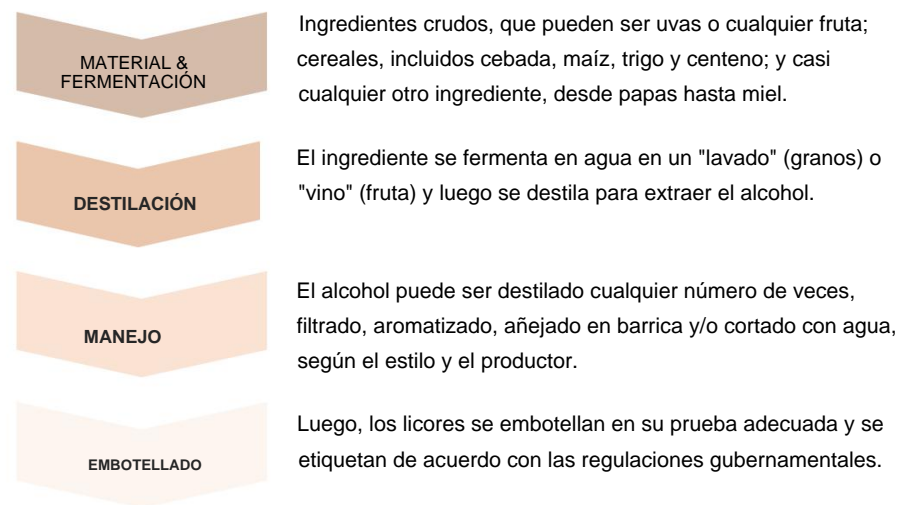 MATERIAL &
FERMENTACIÓN
Ingredientes crudos, que pueden ser uvas o cualquier fruta;
cereales, incluidos cebada, maíz, trigo y centeno; y casi
cualquier otro ingrediente, desde papas hasta miel.
DESTILACIÓN
El ingrediente se fermenta en agua en un "lavado" (granos) o
"vino" (fruta) y luego se destila para extraer el alcohol.
MANEJO
El alcohol puede ser destilado cualquier número de veces,
filtrado, aromatizado, añejado en barrica y/o cortado con agua,
según el estilo y el productor.
EMBOTELLADO
Luego, los licores se embotellan en su prueba adecuada y se
etiquetan de acuerdo con las regulaciones gubernamentales.